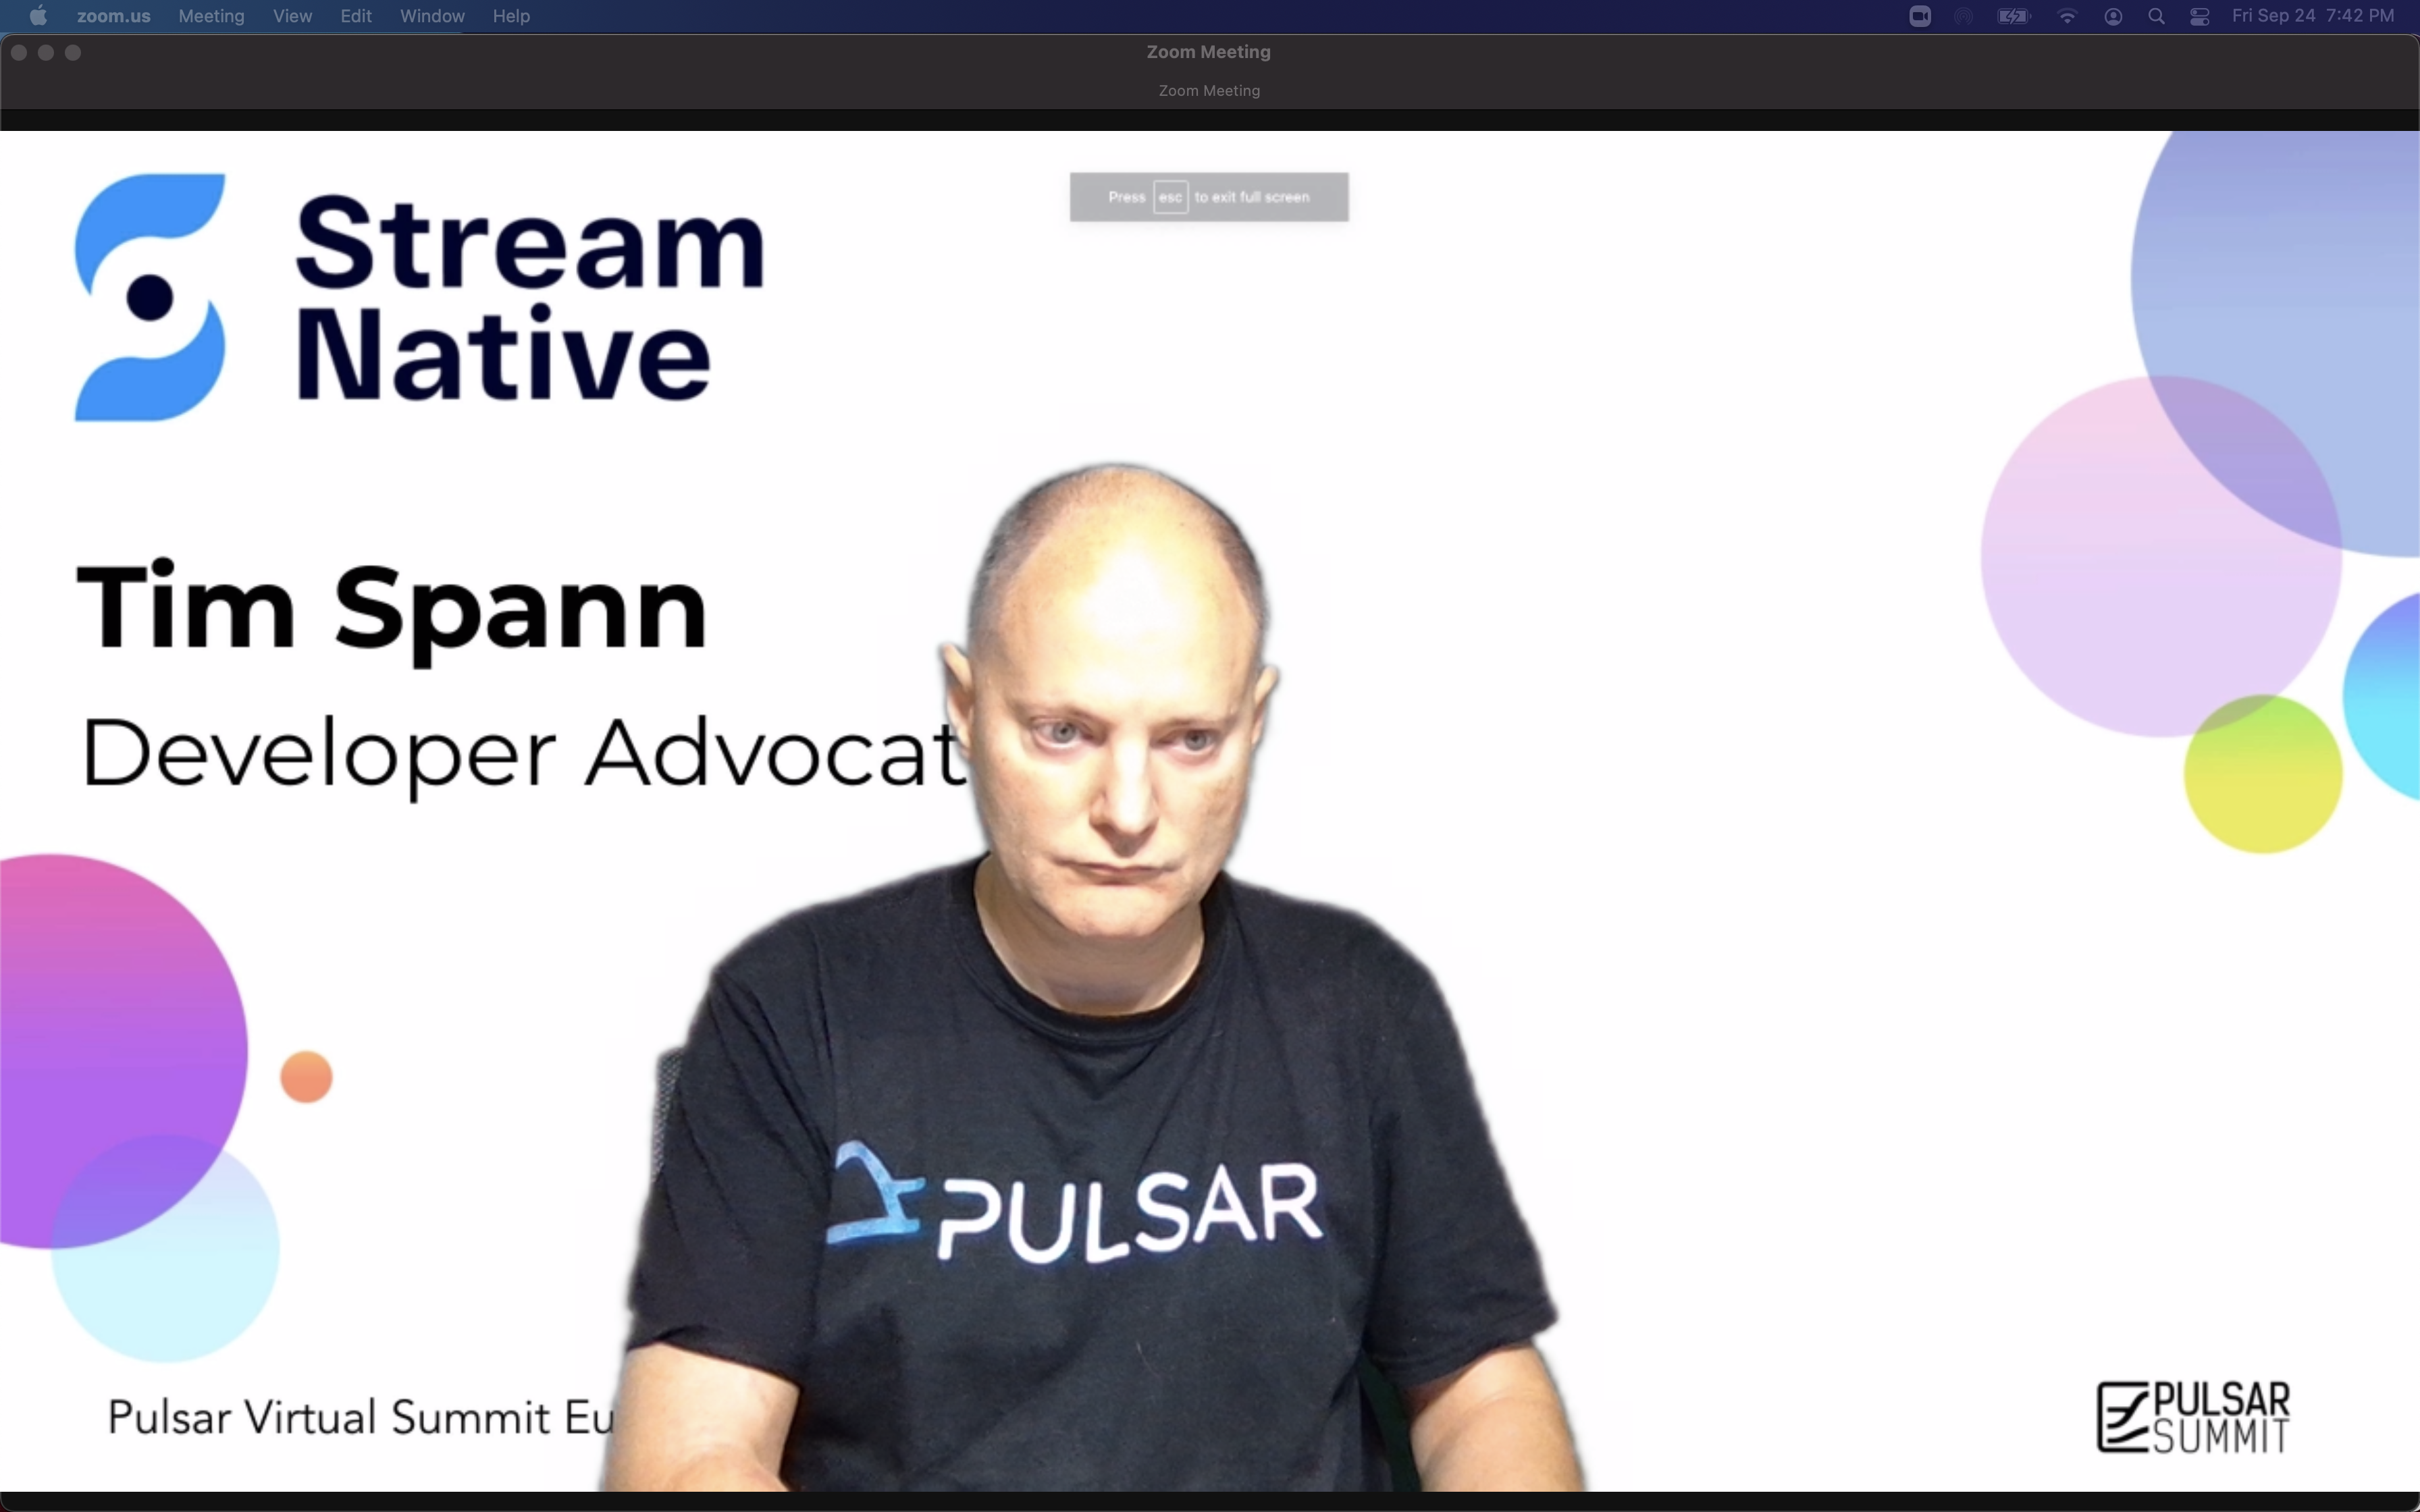 zoom.us Meeting View Edit Window Help Fri Sep 24 7:42 PM
Zoom Meeting
Zoom Meeting
Press esc to exit full screen
Stream
Native
Tim Spann
Developer Advocat
PULSAR
Pulsar Virtual Summit Eu
PULSAR
SUMMIT